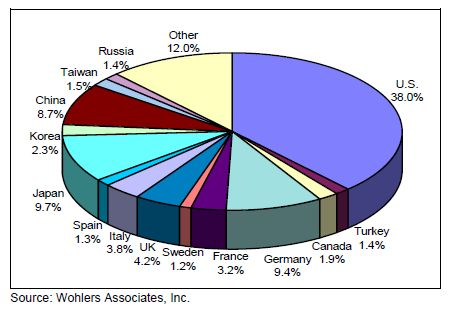 Other
12.0%
Russia
1.4%
Taiwan
1.5%
China
8.7%
Korea
2.3%
Japan
9.7%
Spain
1.3%
Italy
3.8%
UK
4.2%
Sweden
1.2%
France
3.2%
Germany
9.4%
Canada
1.9%
Turkey
1.4%
U.S.
38.0%
Source: Wohlers Associates, Inc.